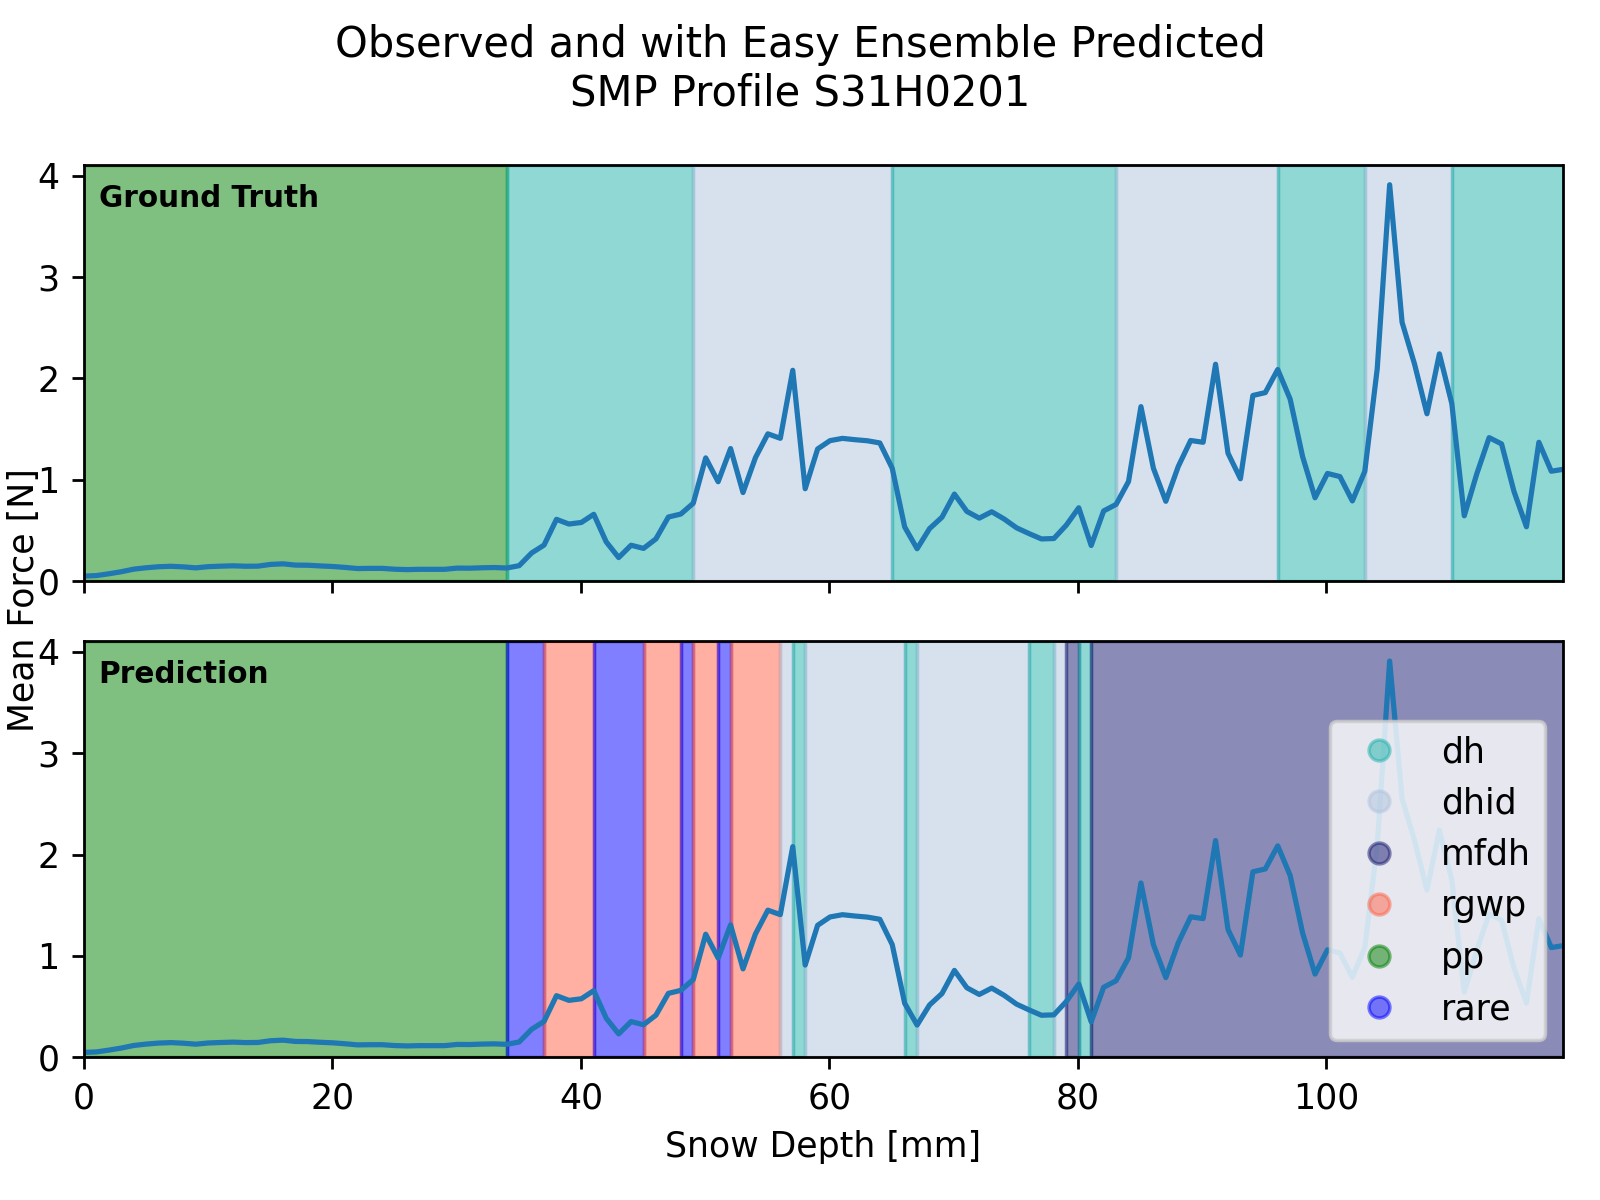 Observed and with Easy Ensemble Predicted
SMP Profile S31H0201
4
3
2
1
0
Ground Truth
Mean Force [N]
4
3
2
1
0
Prediction
dh
dhid
mfdh
rgwp
pp
rare
0
20
40
60
80
100
Snow Depth [mm]